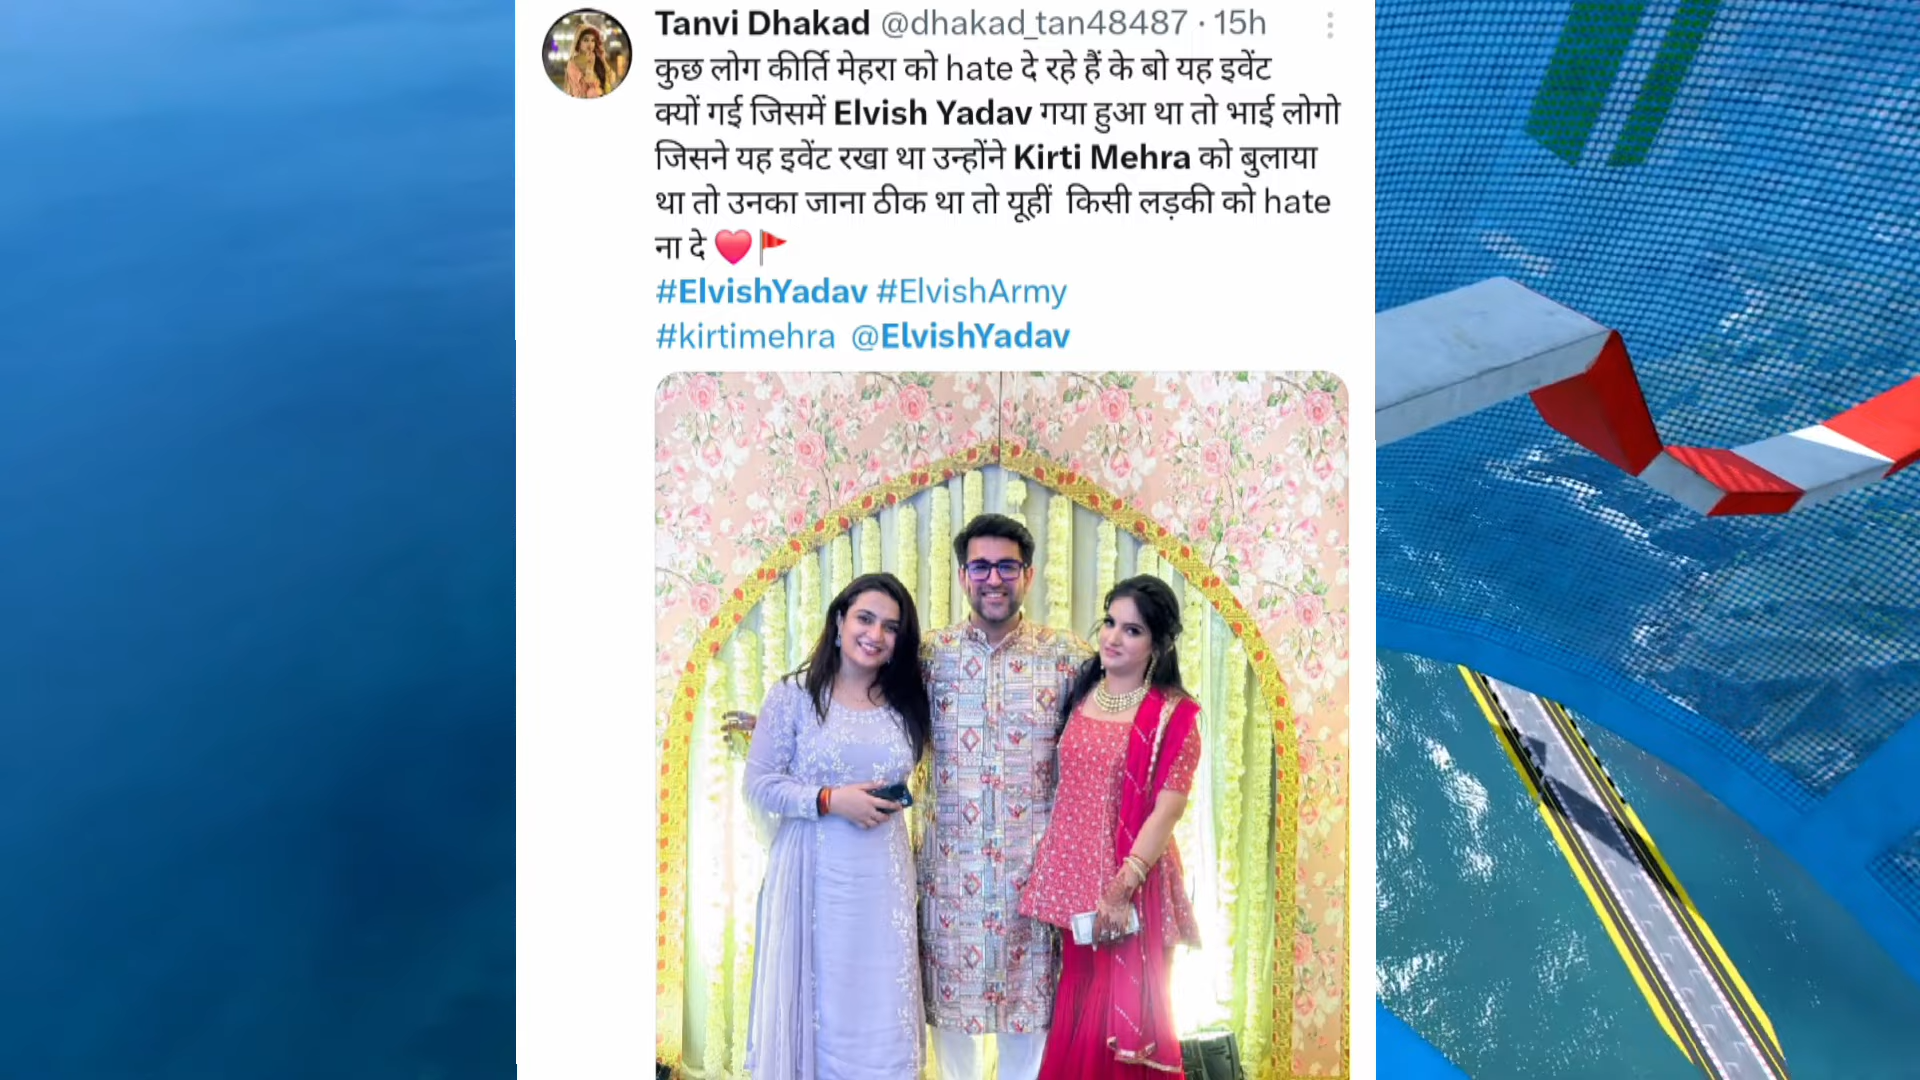 Tanvi Dhakad @dhakad_tan48487 · 15h
कुछ लोग कीर्ति मेहरा को hate दे रहे हैं के बो यह इवेंट
क्यों गई जिसमें Elvish Yadav गया हुआ था तो भाई लोगो
जिसने यह इवेंट रखा था उन्होंने Kirti Mehra को बुलाया
था तो उनका जाना ठीक था तो यूहीं किसी लड़की को hate
ना दे ❤️🚩
#ElvishYadav #ElvishArmy
#kirtimehra @ElvishYadav